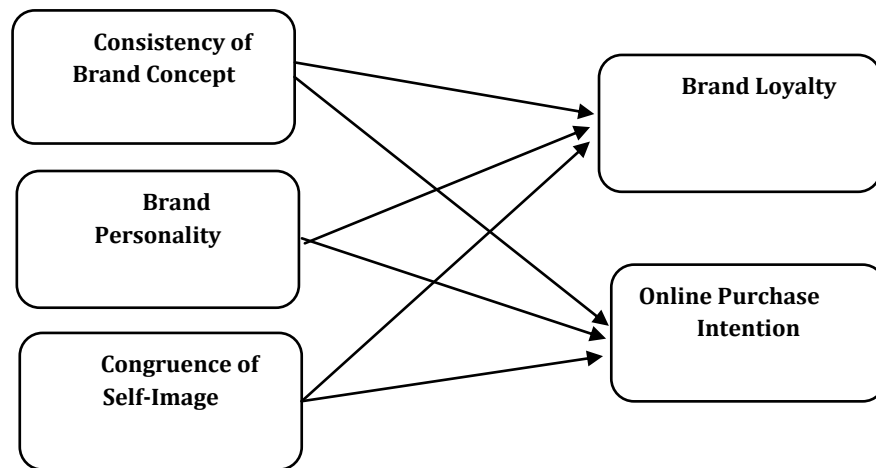 Consistency of
Brand Concept
Brand
Personality
Congruence of
Self-Image
Brand Loyalty
Online Purchase
Intention